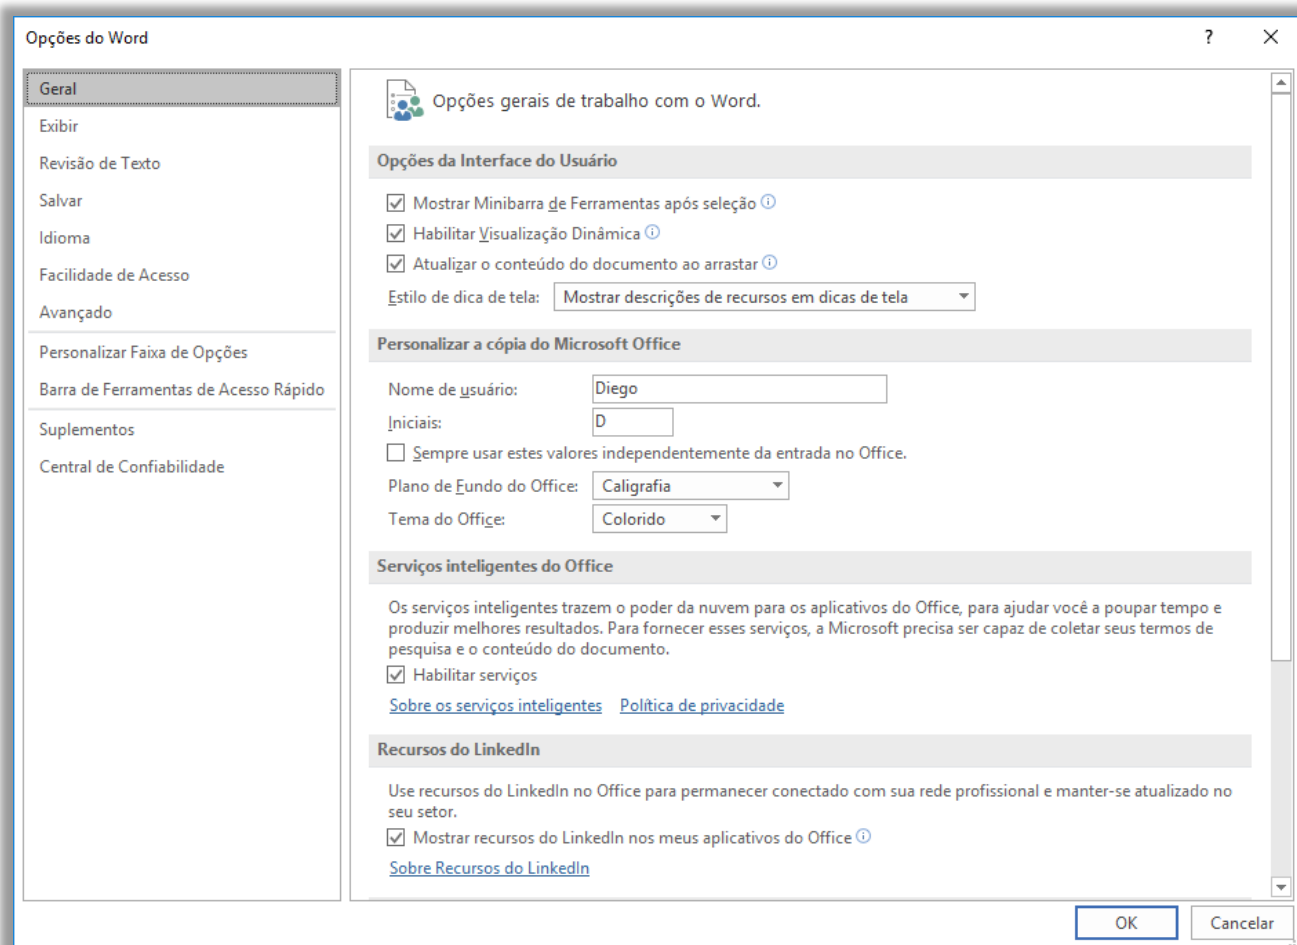 Opções do Word
?
Geral
Exibir
Revisão de Texto
Salvar
Idioma
Facilidade de Acesso
Avançado
Personalizar Faixa de Opções
Barra de Ferramentas de Acesso Rápido
Suplementos
Central de Confiabilidade
Opções gerais de trabalho com o Word.
Opções da Interface do Usuário
Mostrar Minibarra de Ferramentas após seleção
Habilitar Visualização Dinâmica
Atualizar o conteúdo do documento ao arrastar
Estilo de dica de tela: Mostrar descrições de recursos em dicas de tela
Personalizar a cópia do Microsoft Office
Nome de usuário: Diego
Iniciais: D
Sempre usar estes valores independentemente da entrada no Office.
Plano de Fundo do Office: Caligrafia
Tema do Office: Colorido
Serviços inteligentes do Office
Os serviços inteligentes trazem o poder da nuvem para os aplicativos do Office, para ajudar você a poupar tempo e
produzir melhores resultados. Para fornecer esses serviços, a Microsoft precisa ser capaz de coletar seus termos de
pesquisa e o conteúdo do documento.
Habilitar serviços
Sobre os serviços inteligentes Política de privacidade
Recursos do LinkedIn
Use recursos do LinkedIn no Office para permanecer conectado com sua rede profissional e manter-se atualizado no
seu setor.
Mostrar recursos do LinkedIn nos meus aplicativos do Office
Sobre Recursos do LinkedIn
OK Cancelar